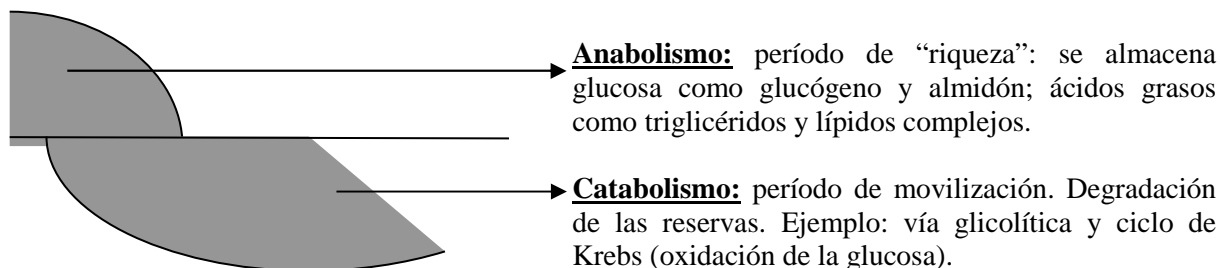 Anabolismo: período de “riqueza”: se almacena
glucosa como glucógeno y almidón; ácidos grasos
como triglicéridos y lípidos complejos.
Catabolismo: período de movilización. Degradación
de las reservas. Ejemplo: vía glicolítica y ciclo de
Krebs (oxidación de la glucosa).